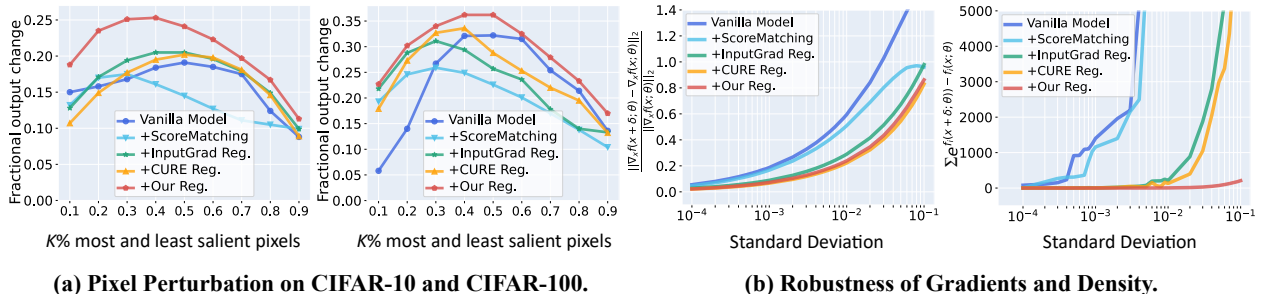 Fractional output change
0.25
0.20
0.15
0.10
0.05
0.00
Vanilla Model
+ScoreMatching
+InputGrad Reg.
+CURE Reg.
+Our Reg.
0.1 0.2 0.3 0.4 0.5 0.6 0.7 0.8 0.9
K% most and least salient pixels
Fractional output change
0.35
0.30
0.25
0.20
0.15
0.10
0.05
0.00
Vanilla Model
+ScoreMatching
+InputGrad Reg.
+CURE Reg.
+Our Reg.
0.1 0.2 0.3 0.4 0.5 0.6 0.7 0.8 0.9
K% most and least salient pixels
(a) Pixel Perturbation on CIFAR-10 and CIFAR-100.
||∇ₓf(x + δ; θ) − ∇ₓf(x; θ)||₂
1.4
1.2
1.0
0.8
0.6
0.4
0.2
0.0
Vanilla Model
+ScoreMatching
+InputGrad Reg.
+CURE Reg.
+Our Reg.
10⁻⁴ 10⁻³ 10⁻² 10⁻¹
Standard Deviation
5000
4000
3000
2000
1000
0
Vanilla Model
+ScoreMatching
+InputGrad Reg.
+CURE Reg.
+Our Reg.
10⁻⁴ 10⁻³ 10⁻² 10⁻¹
Standard Deviation
(b) Robustness of Gradients and Density.